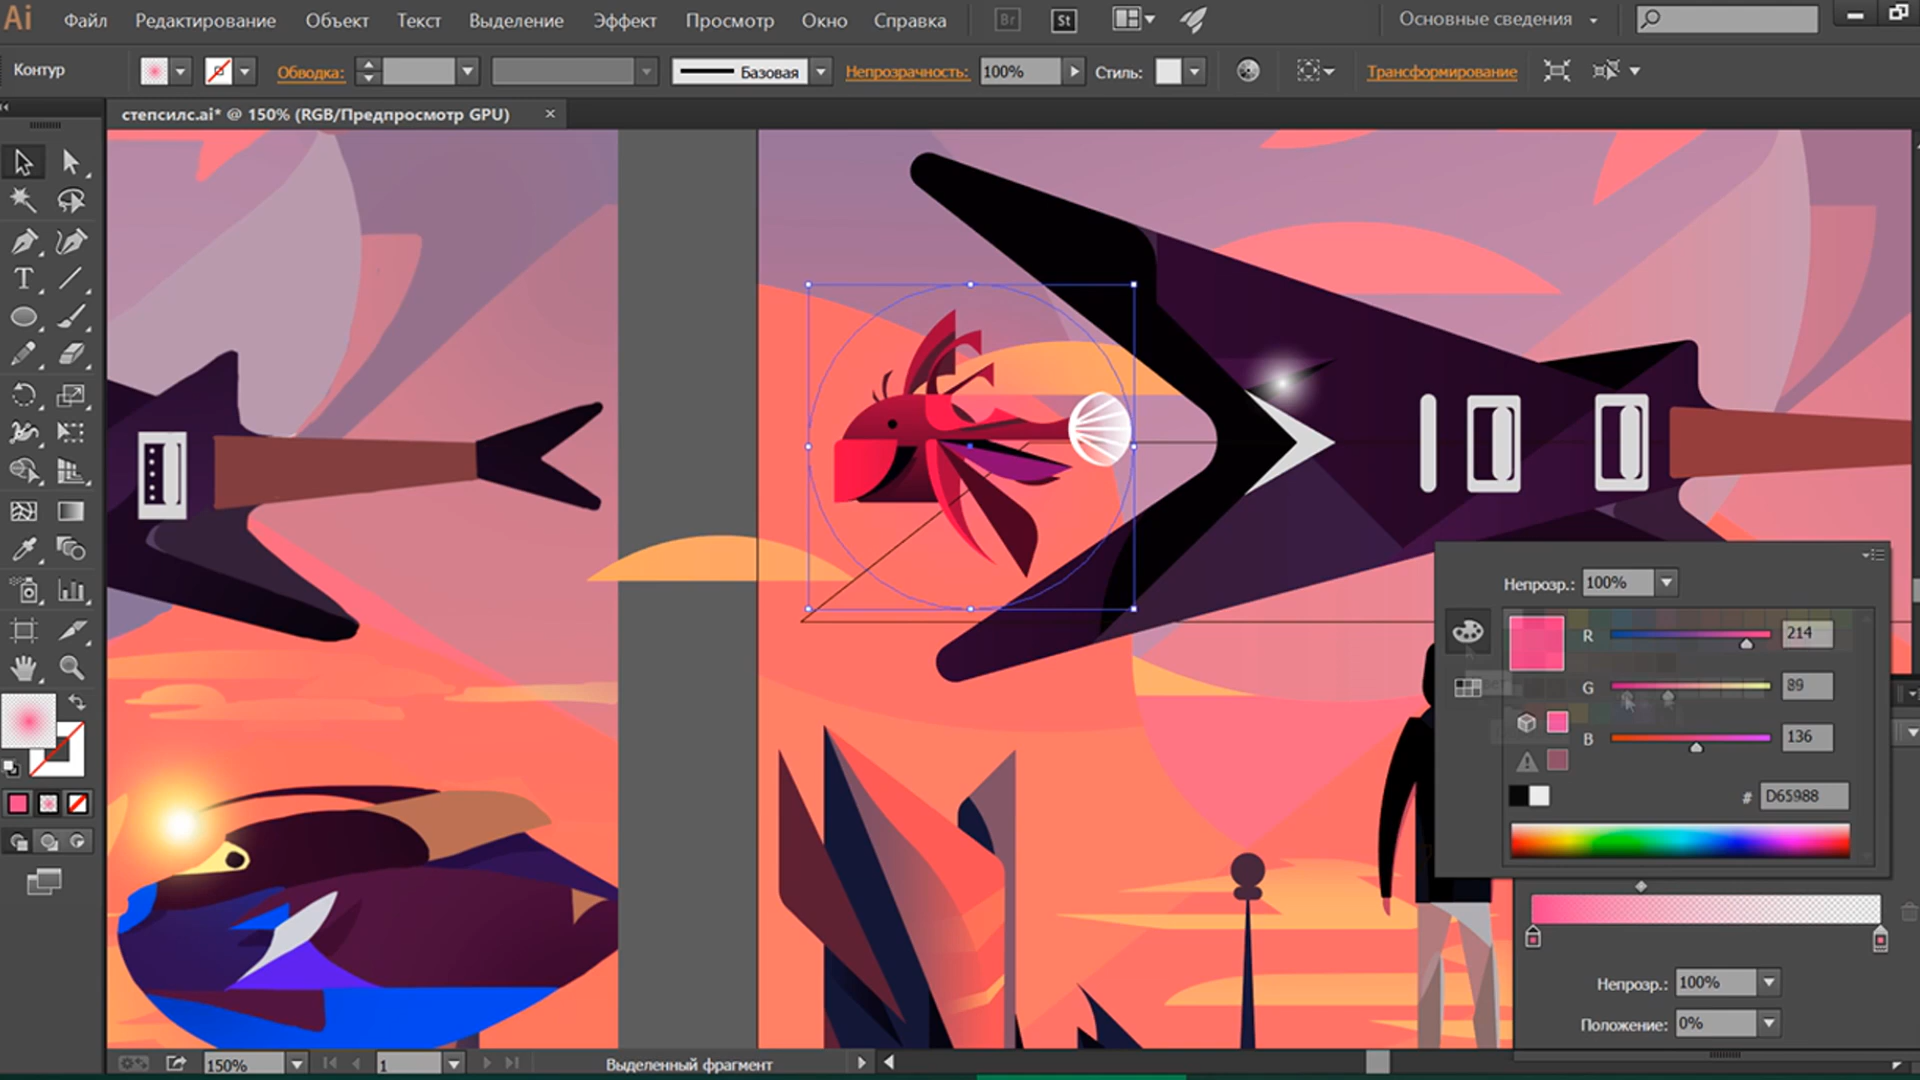 Ai Файл Редактирование Объект Текст Выделение Эффект Просмотр Окно Справка Br St Основные сведения
Контур Обводка: Базовая Непрозрачность: 100% Стиль: Трансформирование
степсилс.ai* @ 150% (RGB/Предпросмотр GPU) ×
Непрозр.: 100%
R 214
G 89
B 136
# D65988
Непрозр.: 100%
Положение: 0%
150% 1 Выделенный фрагмент